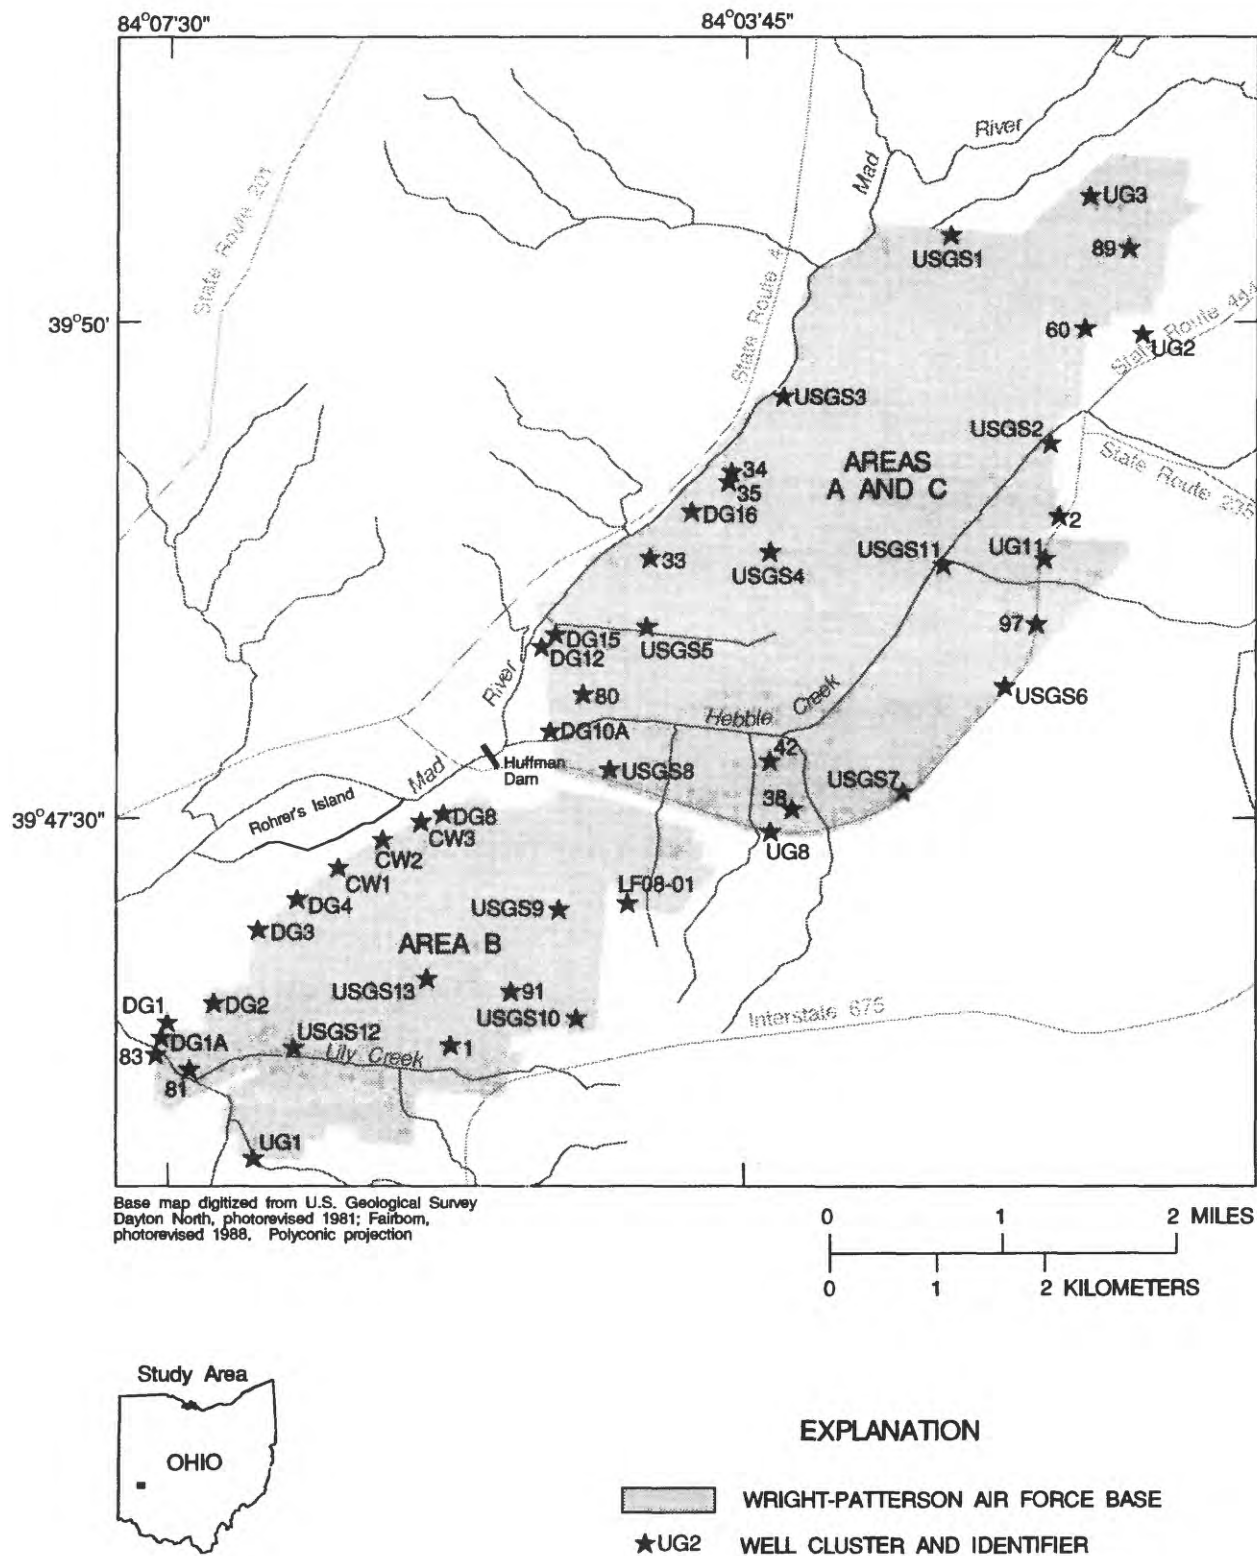 84°07'30"
84°03'45"
River
Mad
State Route 201
State Route 4
UG3
USGS1
89
39°50'
60
UG2
State Route 444
USGS3
USGS2
State Route 235
34
35
AREAS
A AND C
DG16
2
33
USGS4
USGS11
UG11
DG15
DG12
USGS5
97
River
80
USGS6
Hebble Creek
DG10A
42
Mad
Huffman
Dam
USGS8
USGS7
38
Rohrer's Island
39°47'30"
DG8
CW3
CW2
UG8
CW1
LF08-01
DG4
USGS9
DG3
AREA B
USGS13
91
DG1
DG2
USGS10
Interstate 675
DG1A
USGS12
1
83
Lily Creek
81
UG1
Base map digitized from U.S. Geological Survey
Dayton North, photorevised 1981; Fairborn,
photorevised 1988. Polyconic projection
0 1 2 MILES
0 1 2 KILOMETERS
Study Area
OHIO
EXPLANATION
WRIGHT-PATTERSON AIR FORCE BASE
UG2 WELL CLUSTER AND IDENTIFIER